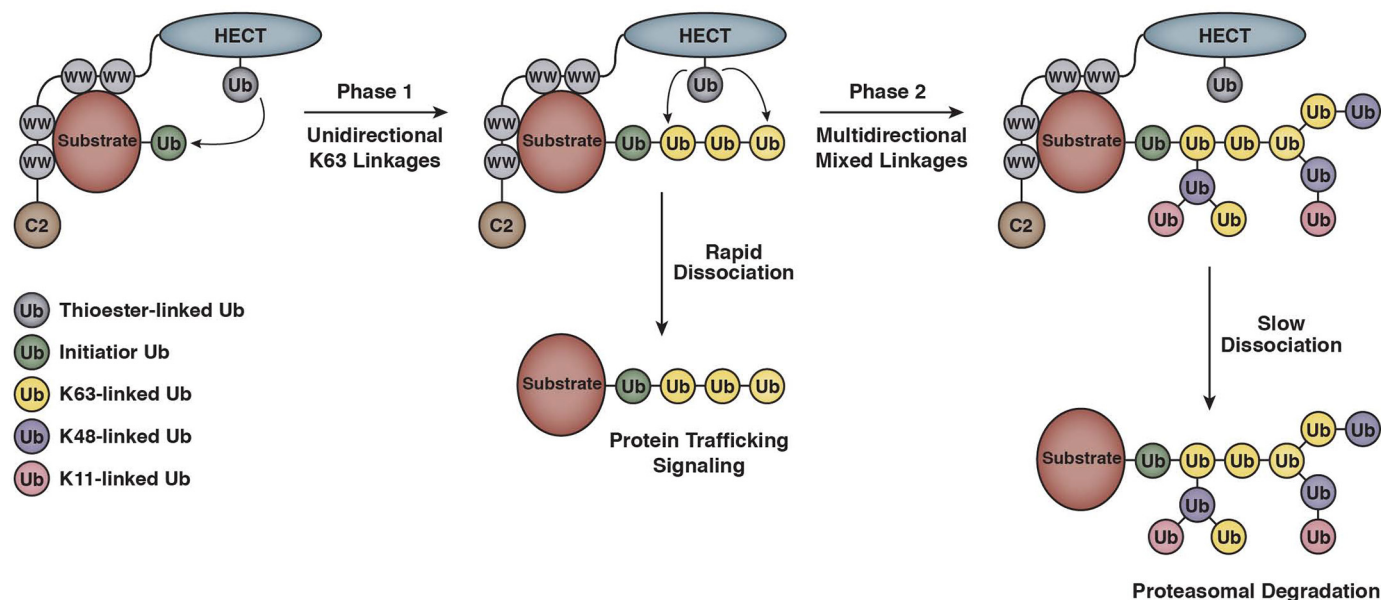 HECT
Ub
WW WW
WW
Substrate Ub
WW
C2
Phase 1
Unidirectional
K63 Linkages
HECT
Ub
WW WW
WW
Substrate Ub Ub Ub Ub
WW
C2
Phase 2
Multidirectional
Mixed Linkages
HECT
Ub
WW WW
WW
Substrate Ub Ub Ub Ub Ub Ub
WW
Ub Ub
Ub Ub Ub
C2
Rapid
Dissociation
Substrate Ub Ub Ub Ub
Protein Trafficking
Signaling
Slow
Dissociation
Substrate Ub Ub Ub Ub Ub Ub
Ub Ub
Ub Ub Ub
Proteasomal Degradation
Ub Thioester-linked Ub
Ub Initiatior Ub
Ub K63-linked Ub
Ub K48-linked Ub
Ub K11-linked Ub